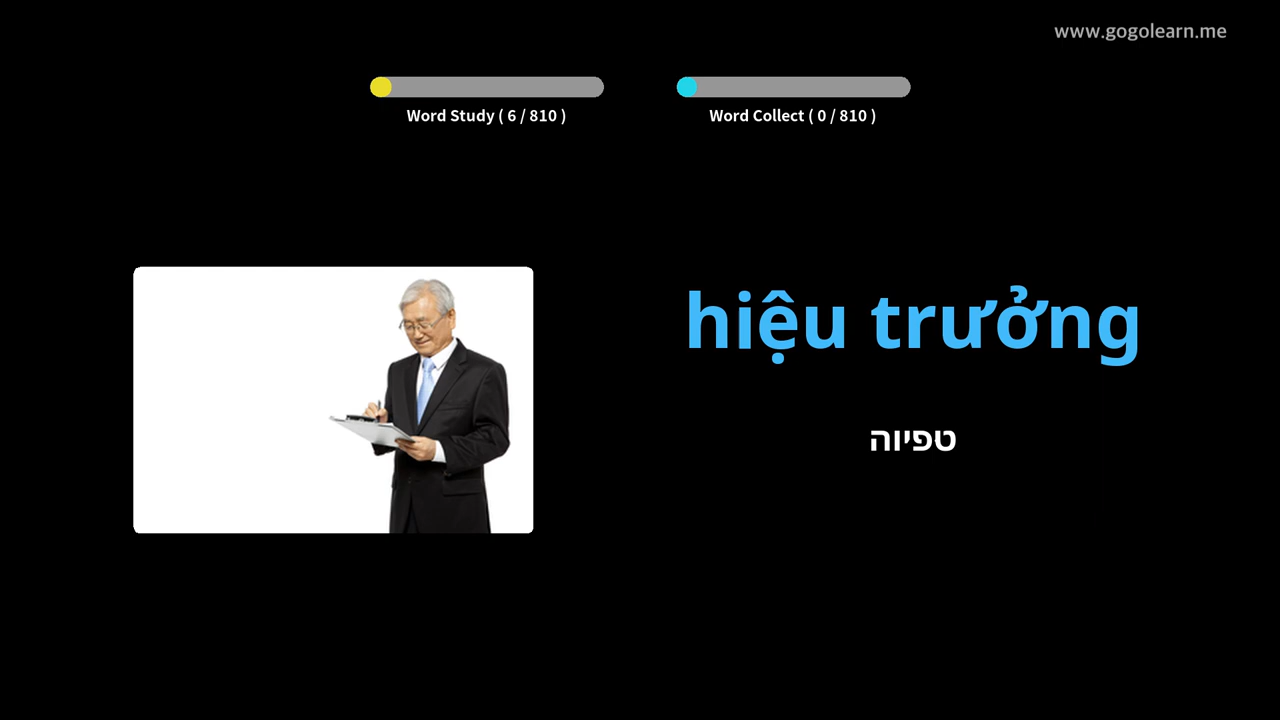 www.gogolearn.me
Word Study ( 6 / 810 )
Word Collect ( 0 / 810 )
hiệu trưởng
טפיוה